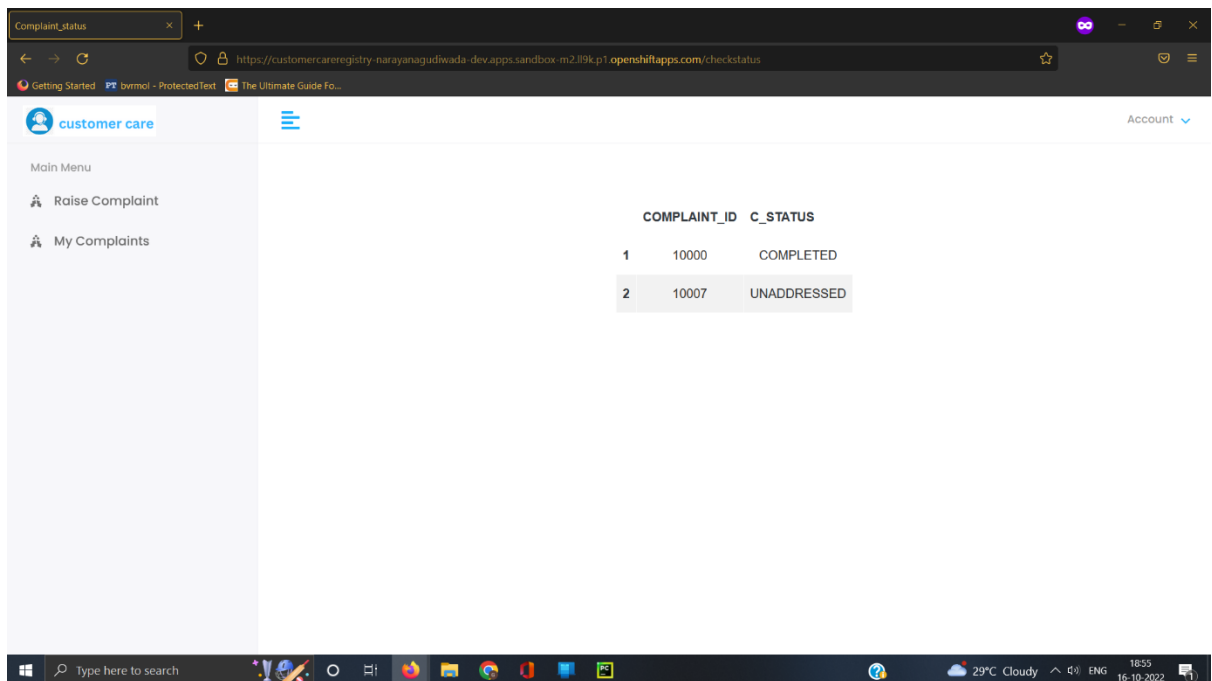 Complaint_status
https://customercareregistry-narayanagudiwada-dev.apps.sandbox-m2.ll9k.p1.openshiftapps.com/checkstatus
Getting Started PT bvrmol - ProtectedText The Ultimate Guide Fo...
customer care
Account
Main Menu
Raise Complaint
My Complaints
COMPLAINT_ID C_STATUS
1 10000 COMPLETED
2 10007 UNADDRESSED
Type here to search
PC
29°C Cloudy ENG 18:55
16-10-2022